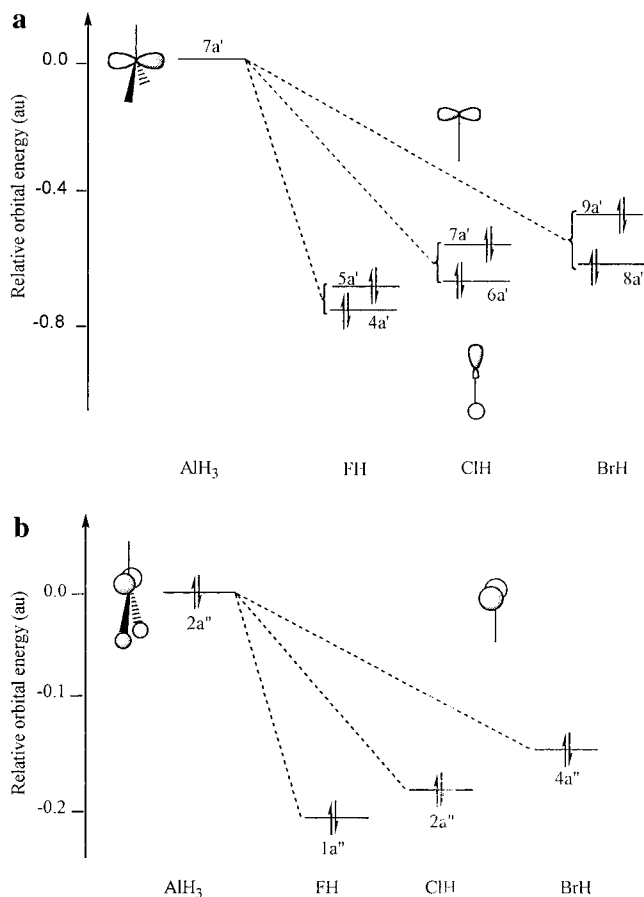 a
Relative orbital energy (au)
0.0
-0.4
-0.8
7a'
5a'
4a'
7a'
6a'
9a'
8a'
AlH3 FH ClH BrH
b
Relative orbital energy (au)
0.0
-0.1
-0.2
2a"
1a"
2a"
4a"
AlH3 FH ClH BrH